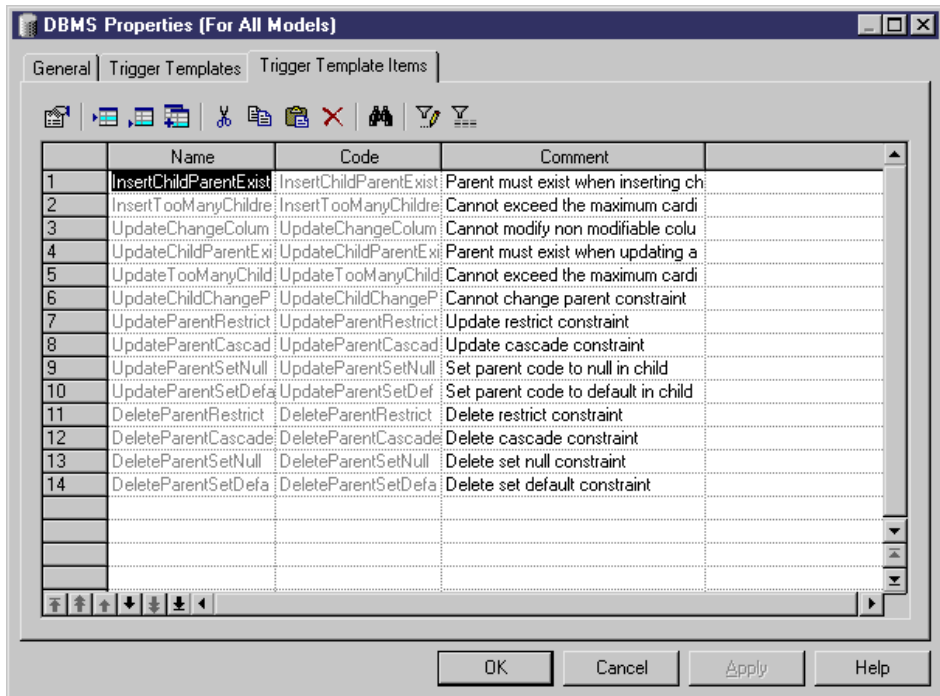 DBMS Properties (For All Models)
General Trigger Templates Trigger Template Items
Name Code Comment
1 InsertChildParentExist InsertChildParentExist Parent must exist when inserting ch
2 InsertTooManyChildre InsertTooManyChildre Cannot exceed the maximum cardi
3 UpdateChangeColum UpdateChangeColum Cannot modify non modifiable colu
4 UpdateChildParentExi UpdateChildParentExi Parent must exist when updating a
5 UpdateTooManyChild UpdateTooManyChild Cannot exceed the maximum cardi
6 UpdateChildChangeP UpdateChildChangeP Cannot change parent constraint
7 UpdateParentRestrict UpdateParentRestrict Update restrict constraint
8 UpdateParentCascad UpdateParentCascad Update cascade constraint
9 UpdateParentSetNull UpdateParentSetNull Set parent code to null in child
10 UpdateParentSetDefa UpdateParentSetDef Set parent code to default in child
11 DeleteParentRestrict DeleteParentRestrict Delete restrict constraint
12 DeleteParentCascade DeleteParentCascade Delete cascade constraint
13 DeleteParentSetNull DeleteParentSetNull Delete set null constraint
14 DeleteParentSetDefa DeleteParentSetDefa Delete set default constraint
OK Cancel Apply Help